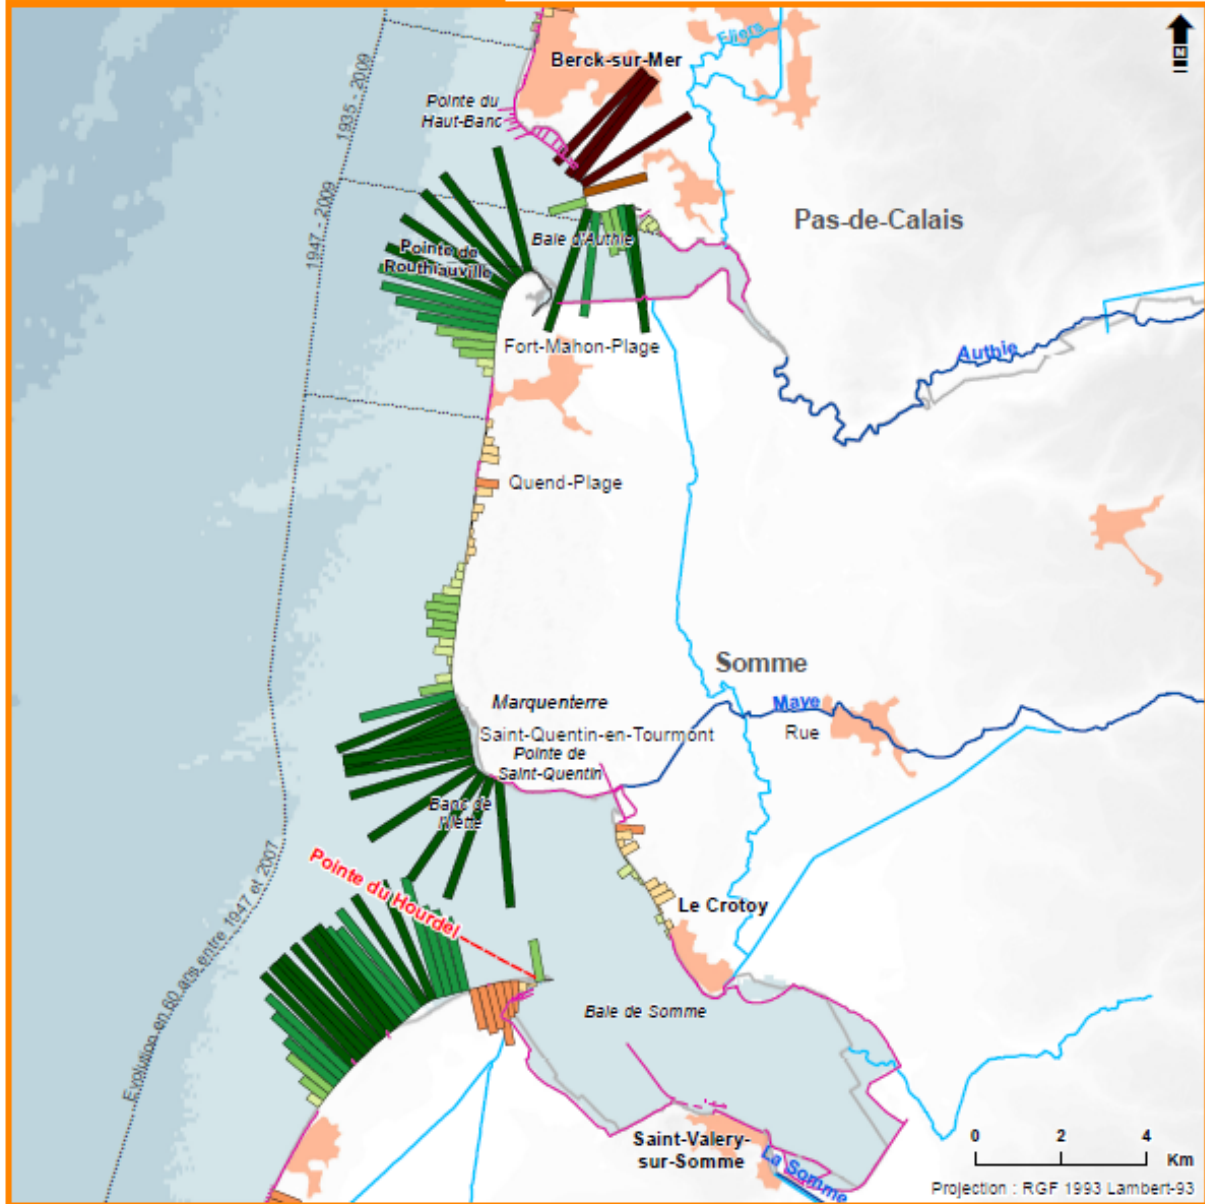 N
Eliers
Berck-sur-Mer
Pointe du
Haut-Banc
1935 - 2009
1947 - 2009
Pas-de-Calais
Baie d'Authie
Pointe de
Routhiauville
Fort-Mahon-Plage
Authie
Quend-Plage
Somme
Marquenterre
Maye
Saint-Quentin-en-Tourmont
Rue
Pointe de
Saint-Quentin
Banc de
l'Ilette
Pointe du Hourdel
Evolution en 60 ans entre 1947 et 2007
Le Crotoy
Baie de Somme
Saint-Valery-
sur-Somme
La Somme
0 2 4
Km
Projection : RGF 1993 Lambert-93